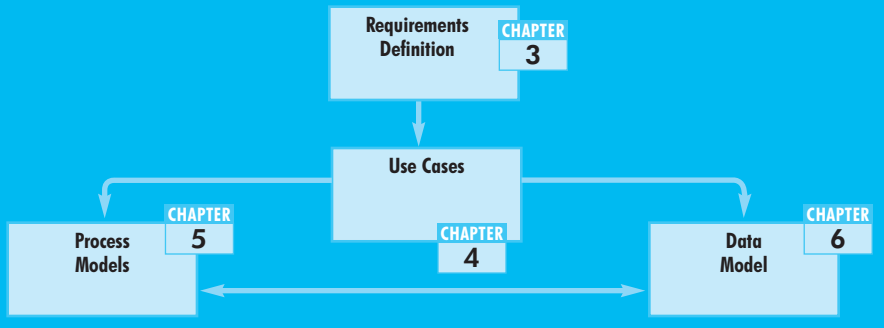 Requirements
Definition
CHAPTER
3
Use Cases
CHAPTER
4
Process
Models
CHAPTER
5
Data
Model
CHAPTER
6